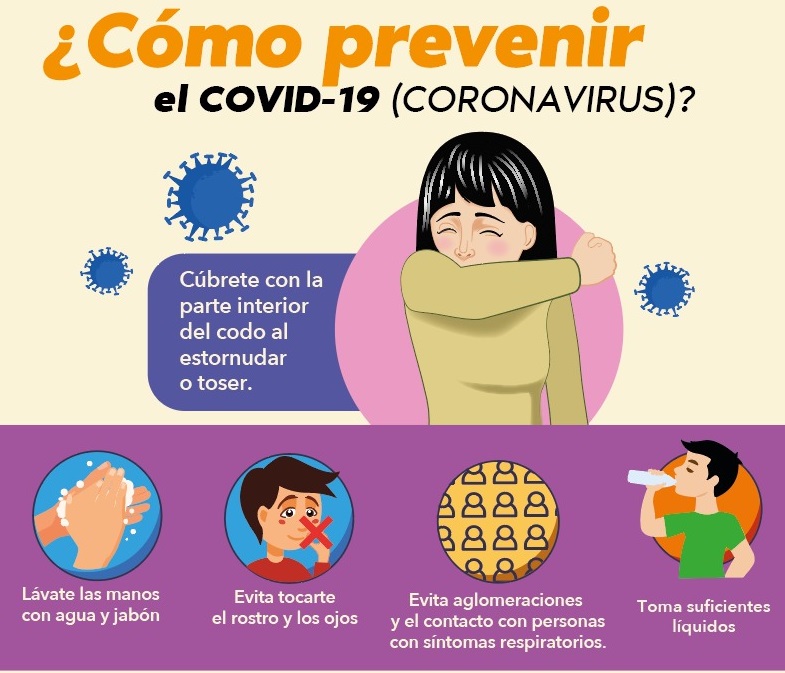 ¿Cómo prevenir
el COVID-19 (CORONAVIRUS)?
Cúbrete con la
parte interior
del codo al
estornudar
o toser.
Lávate las manos
con agua y jabón
Evita tocarte
el rostro y los ojos
Evita aglomeraciones
y el contacto con personas
con síntomas respiratorios.
Toma suficientes
líquidos